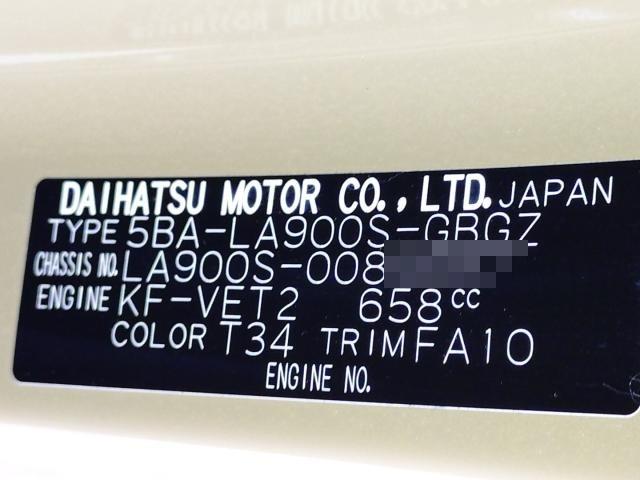 DAIHATSU MOTOR CO., LTD. JAPAN
TYPE 5BA-LA900S-GBGZ
CHASSIS NO. LA900S-008
ENGINE KF-VET2 658cc
COLOR T34 TRIM FA10
ENGINE NO.